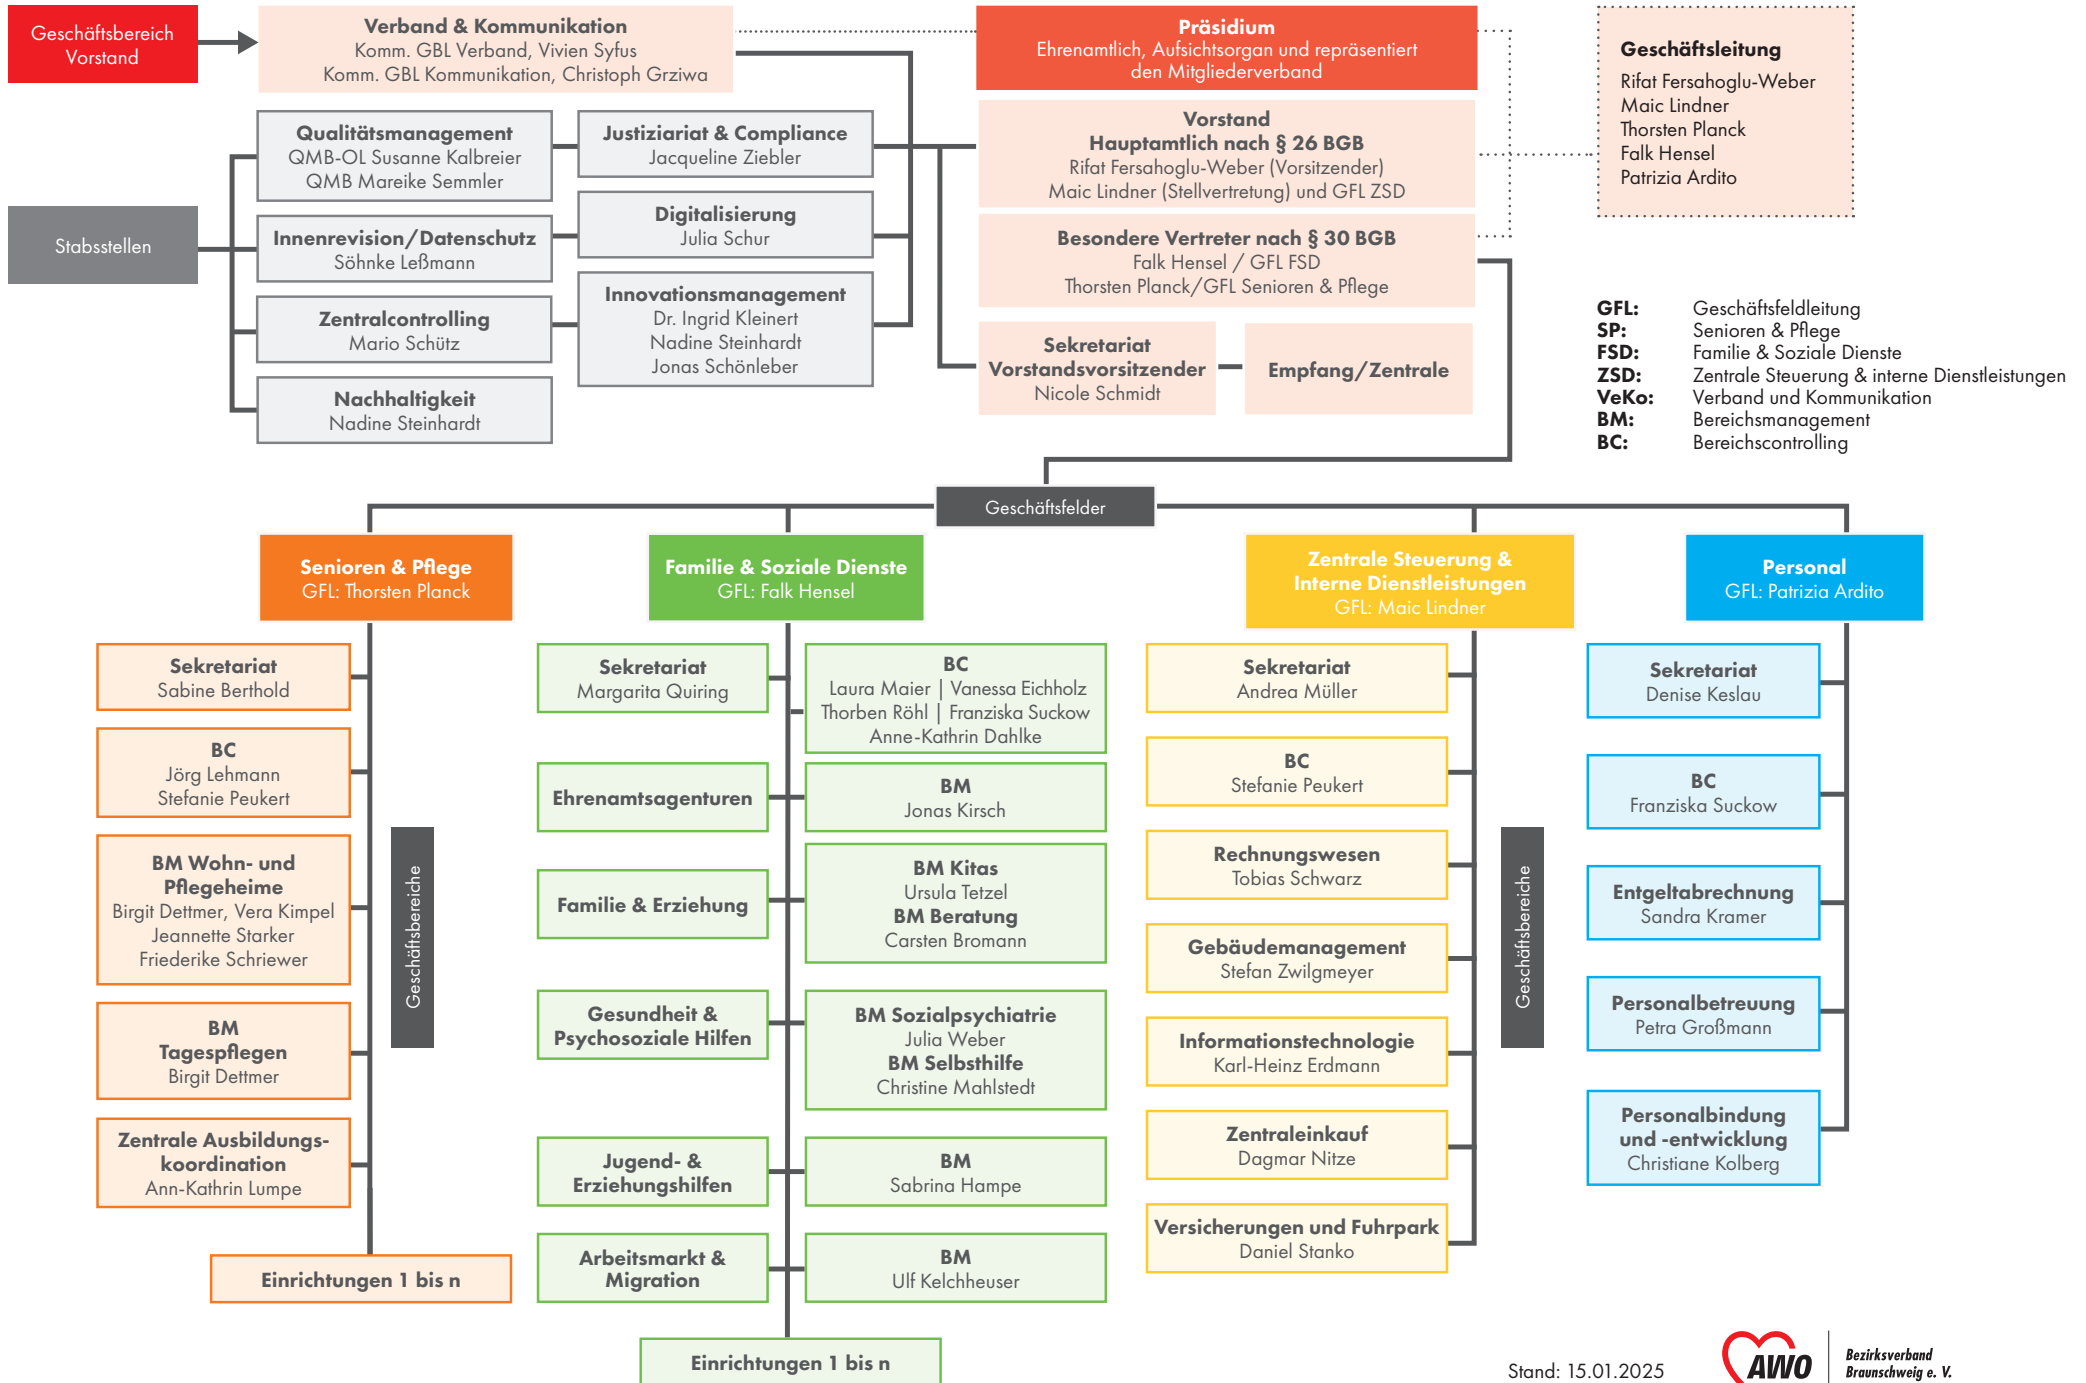 Geschäftsbereich
Vorstand
Verband & Kommunikation
Komm. GBL Verband, Vivien Syfus
Komm. GBL Kommunikation, Christoph Grziwa
Präsidium
Ehrenamtlich, Aufsichtsorgan und repräsentiert
den Mitgliederverband
Geschäftsleitung
Rifat Fersahoglu-Weber
Maic Lindner
Thorsten Planck
Falk Hensel
Patrizia Ardito
Stabsstellen
Qualitätsmanagement
QMB-OL Susanne Kalbreier
QMB Mareike Semmler
Innenrevision/Datenschutz
Söhnke Leßmann
Zentralcontrolling
Mario Schütz
Nachhaltigkeit
Nadine Steinhardt
Justiziariat & Compliance
Jacqueline Ziebler
Digitalisierung
Julia Schur
Innovationsmanagement
Dr. Ingrid Kleinert
Nadine Steinhardt
Jonas Schönleber
Vorstand
Hauptamtlich nach § 26 BGB
Rifat Fersahoglu-Weber (Vorsitzender)
Maic Lindner (Stellvertretung) und GFL ZSD
Besondere Vertreter nach § 30 BGB
Falk Hensel / GFL FSD
Thorsten Planck/GFL Senioren & Pflege
Sekretariat
Vorstandsvorsitzender
Nicole Schmidt
Empfang/Zentrale
GFL: Geschäftsfeldleitung
SP: Senioren & Pflege
FSD: Familie & Soziale Dienste
ZSD: Zentrale Steuerung & interne Dienstleistungen
VeKo: Verband und Kommunikation
BM: Bereichsmanagement
BC: Bereichscontrolling
Geschäftsfelder
Senioren & Pflege
GFL: Thorsten Planck
Sekretariat
Sabine Berthold
BC
Jörg Lehmann
Stefanie Peukert
BM Wohn- und
Pflegeheime
Birgit Dettmer, Vera Kimpel
Jeannette Starker
Friederike Schriewer
BM
Tagespflegen
Birgit Dettmer
Zentrale Ausbildungs-
koordination
Ann-Kathrin Lumpe
Einrichtungen 1 bis n
Geschäftsbereiche
Familie & Soziale Dienste
GFL: Falk Hensel
Sekretariat
Margarita Quiring
BC
Laura Maier | Vanessa Eichholz
Thorben Röhl | Franziska Suckow
Anne-Kathrin Dahlke
Ehrenamtsagenturen
BM
Jonas Kirsch
Familie & Erziehung
BM Kitas
Ursula Tetzel
BM Beratung
Carsten Bromann
Gesundheit &
Psychosoziale Hilfen
BM Sozialpsychiatrie
Julia Weber
BM Selbsthilfe
Christine Mahlstedt
Jugend- &
Erziehungshilfen
BM
Sabrina Hampe
Arbeitsmarkt &
Migration
BM
Ulf Kelchheuser
Einrichtungen 1 bis n
Zentrale Steuerung &
Interne Dienstleistungen
GFL: Maic Lindner
Sekretariat
Andrea Müller
BC
Stefanie Peukert
Rechnungswesen
Tobias Schwarz
Gebäudemanagement
Stefan Zwilgmeyer
Informationstechnologie
Karl-Heinz Erdmann
Zentraleinkauf
Dagmar Nitze
Versicherungen und Fuhrpark
Daniel Stanko
Geschäftsbereiche
Personal
GFL: Patrizia Ardito
Sekretariat
Denise Keslau
BC
Franziska Suckow
Entgeltabrechnung
Sandra Kramer
Personalbetreuung
Petra Großmann
Personalbindung
und -entwicklung
Christiane Kolberg
Stand: 15.01.2025
AWO
Bezirksverband
Braunschweig e. V.